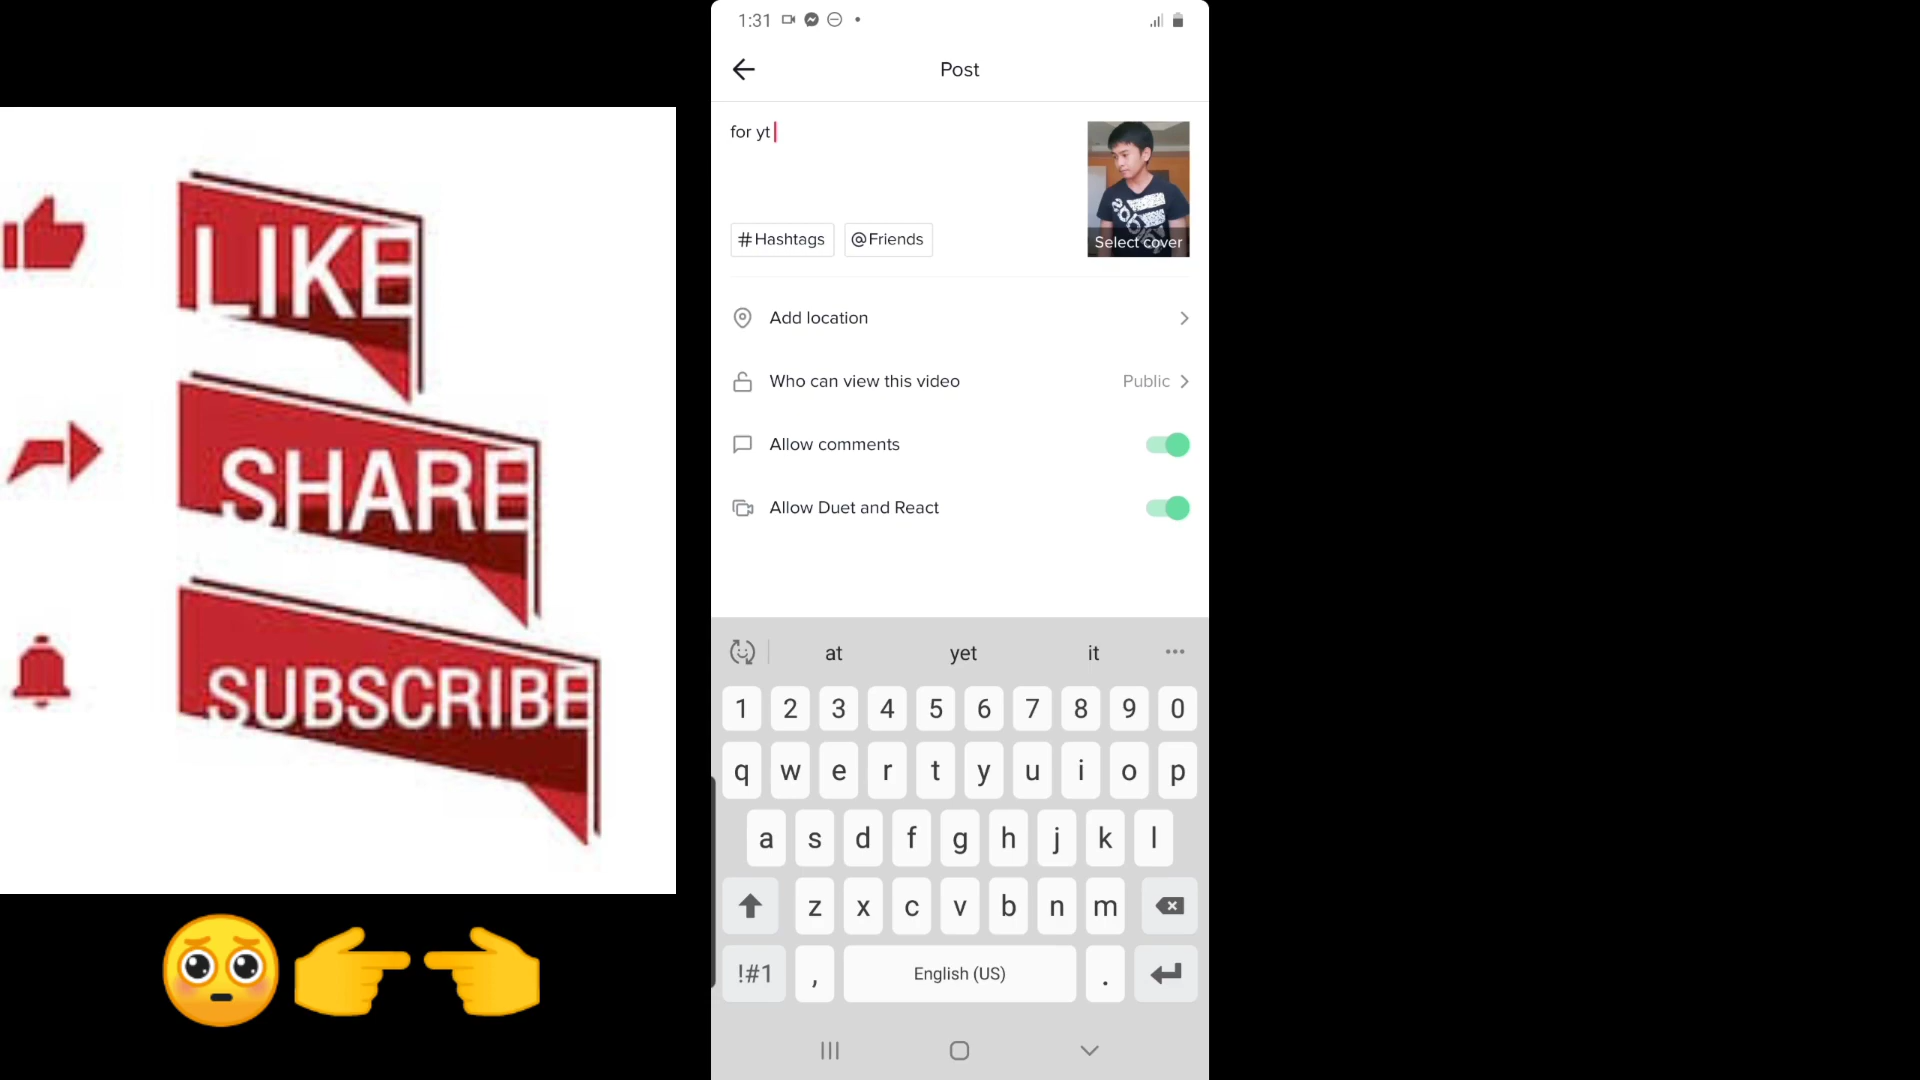 LIKE
SHARE
SUBSCRIBE
1:31
Post
for yt
#Hashtags
@Friends
Select cover
Add location
Who can view this video
Public
Allow comments
Allow Duet and React
at yet it
1 2 3 4 5 6 7 8 9 0
q w e r t y u i o p
a s d f g h j k l
z x c v b n m
!#1 , English (US) .